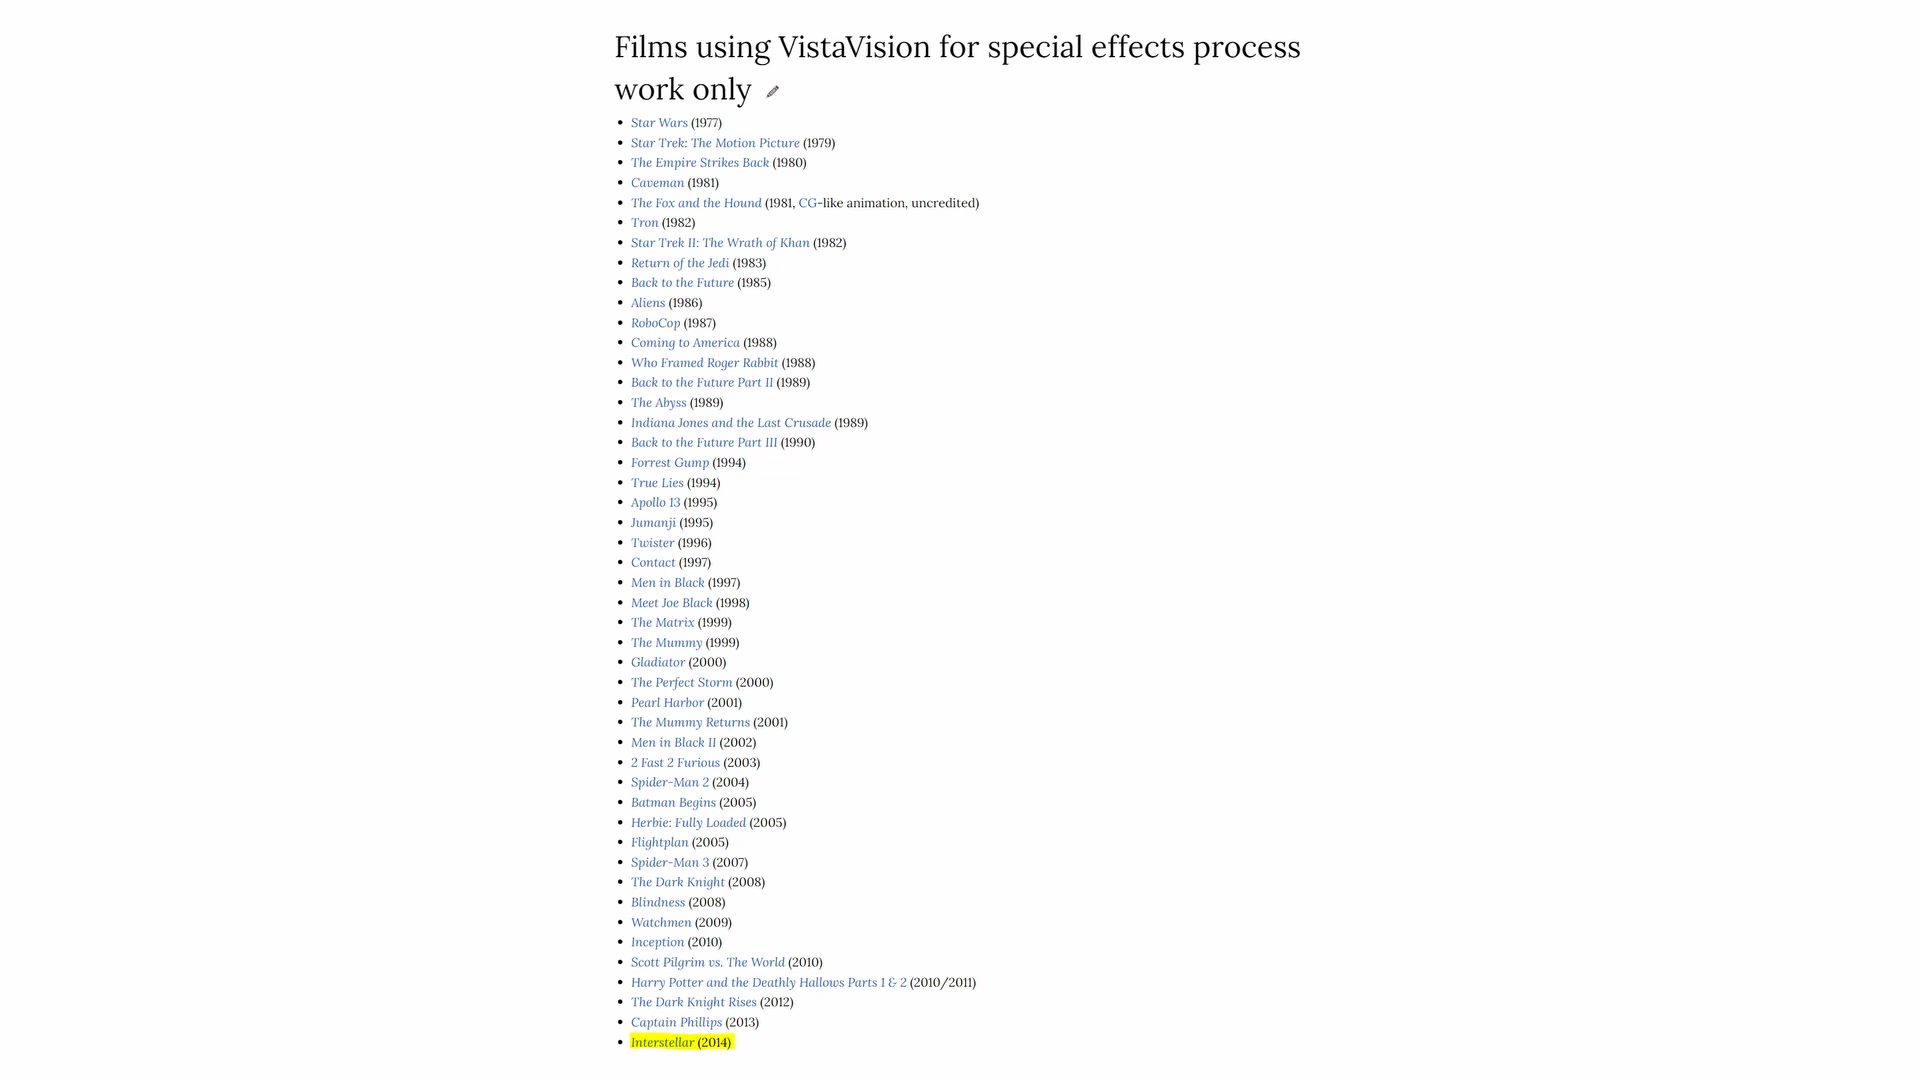 Films using VistaVision for special effects process
work only
Star Wars (1977)
Star Trek: The Motion Picture (1979)
The Empire Strikes Back (1980)
Caveman (1981)
The Fox and the Hound (1981, CG-like animation, uncredited)
Tron (1982)
Star Trek II: The Wrath of Khan (1982)
Return of the Jedi (1983)
Back to the Future (1985)
Aliens (1986)
RoboCop (1987)
Coming to America (1988)
Who Framed Roger Rabbit (1988)
Back to the Future Part II (1989)
The Abyss (1989)
Indiana Jones and the Last Crusade (1989)
Back to the Future Part III (1990)
Forrest Gump (1994)
True Lies (1994)
Apollo 13 (1995)
Jumanji (1995)
Twister (1996)
Contact (1997)
Men in Black (1997)
Meet Joe Black (1998)
The Matrix (1999)
The Mummy (1999)
Gladiator (2000)
The Perfect Storm (2000)
Pearl Harbor (2001)
The Mummy Returns (2001)
Men in Black II (2002)
2 Fast 2 Furious (2003)
Spider-Man 2 (2004)
Batman Begins (2005)
Herbie: Fully Loaded (2005)
Flightplan (2005)
Spider-Man 3 (2007)
The Dark Knight (2008)
Blindness (2008)
Watchmen (2009)
Inception (2010)
Scott Pilgrim vs. The World (2010)
Harry Potter and the Deathly Hallows Parts 1 & 2 (2010/2011)
The Dark Knight Rises (2012)
Captain Phillips (2013)
Interstellar (2014)